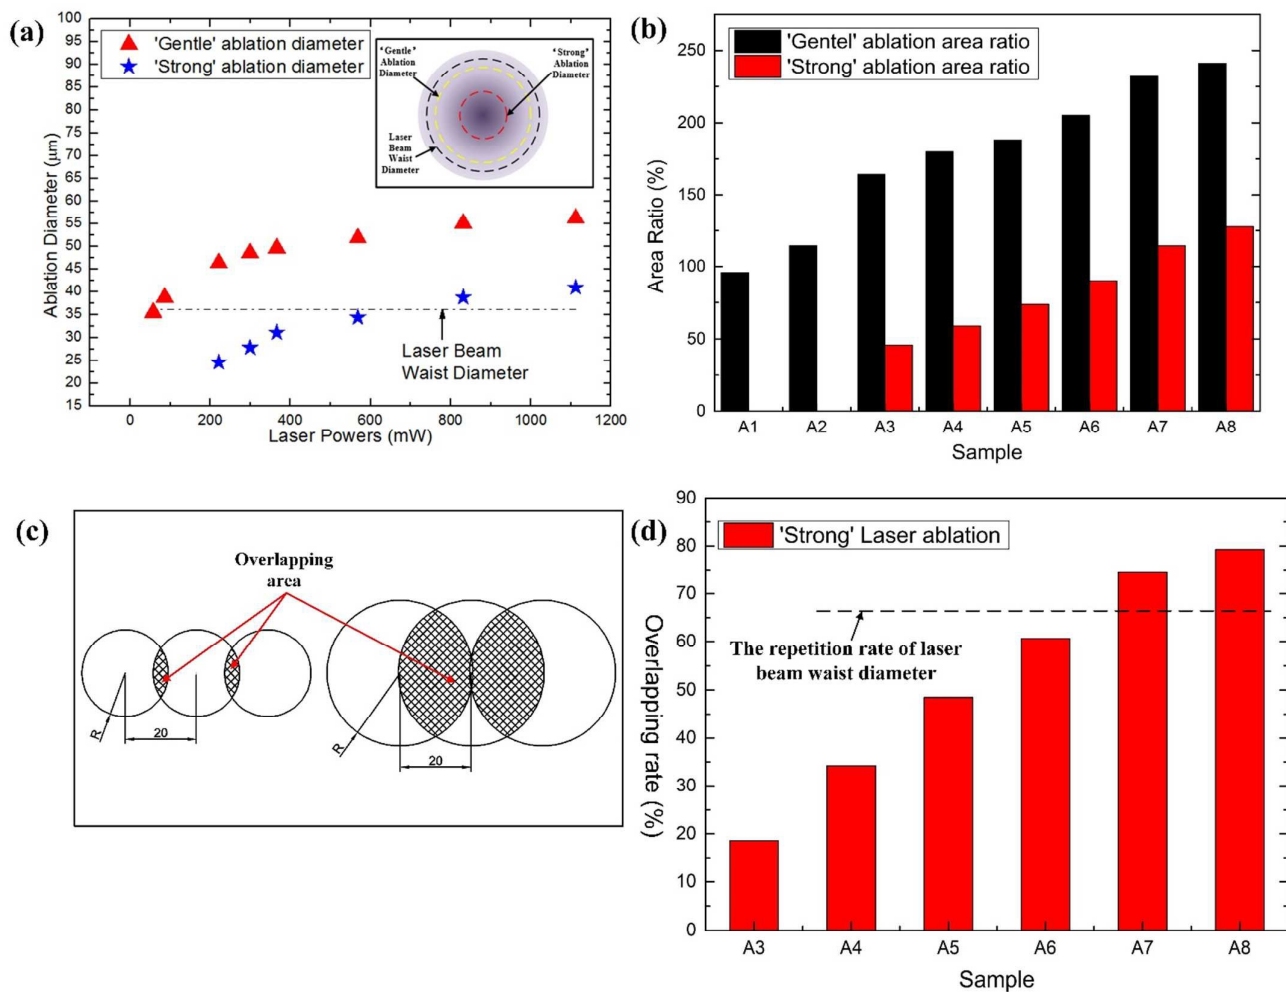 (a)
100
95
90
85
80
75
70
65
60
55
50
45
40
35
30
25
20
15
Ablation Diameter (μm)
'Gentle' ablation diameter
'Strong' ablation diameter
'Gentle'
Ablation
Diameter
'Strong'
Ablation
Diameter
Laser
Beam
Waist
Diameter
Laser Beam
Waist Diameter
0 200 400 600 800 1000 1200
Laser Powers (mW)
(b)
250
200
150
100
50
0
Area Ratio (%)
'Gentel' ablation area ratio
'Strong' ablation area ratio
A1 A2 A3 A4 A5 A6 A7 A8
Sample
(c)
Overlapping
area
R
20
R
20
(d)
90
80
70
60
50
40
30
20
10
0
Overlapping rate (%)
'Strong' Laser ablation
The repetition rate of laser
beam waist diameter
A3 A4 A5 A6 A7 A8
Sample